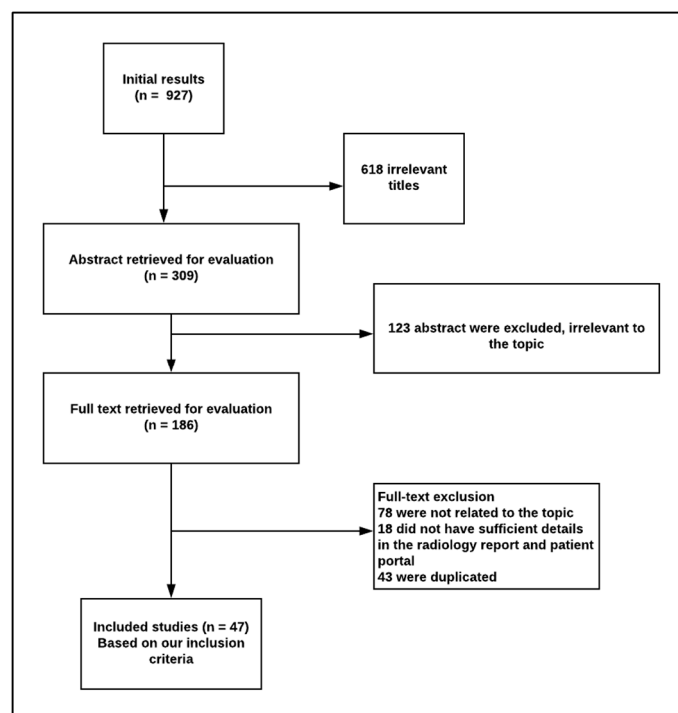 Initial results
(n = 927)
618 irrelevant
titles
Abstract retrieved for evaluation
(n = 309)
123 abstract were excluded, irrelevant to
the topic
Full text retrieved for evaluation
(n = 186)
Full-text exclusion
78 were not related to the topic
18 did not have sufficient details
in the radiology report and patient
portal
43 were duplicated
Included studies (n = 47)
Based on our inclusion
criteria